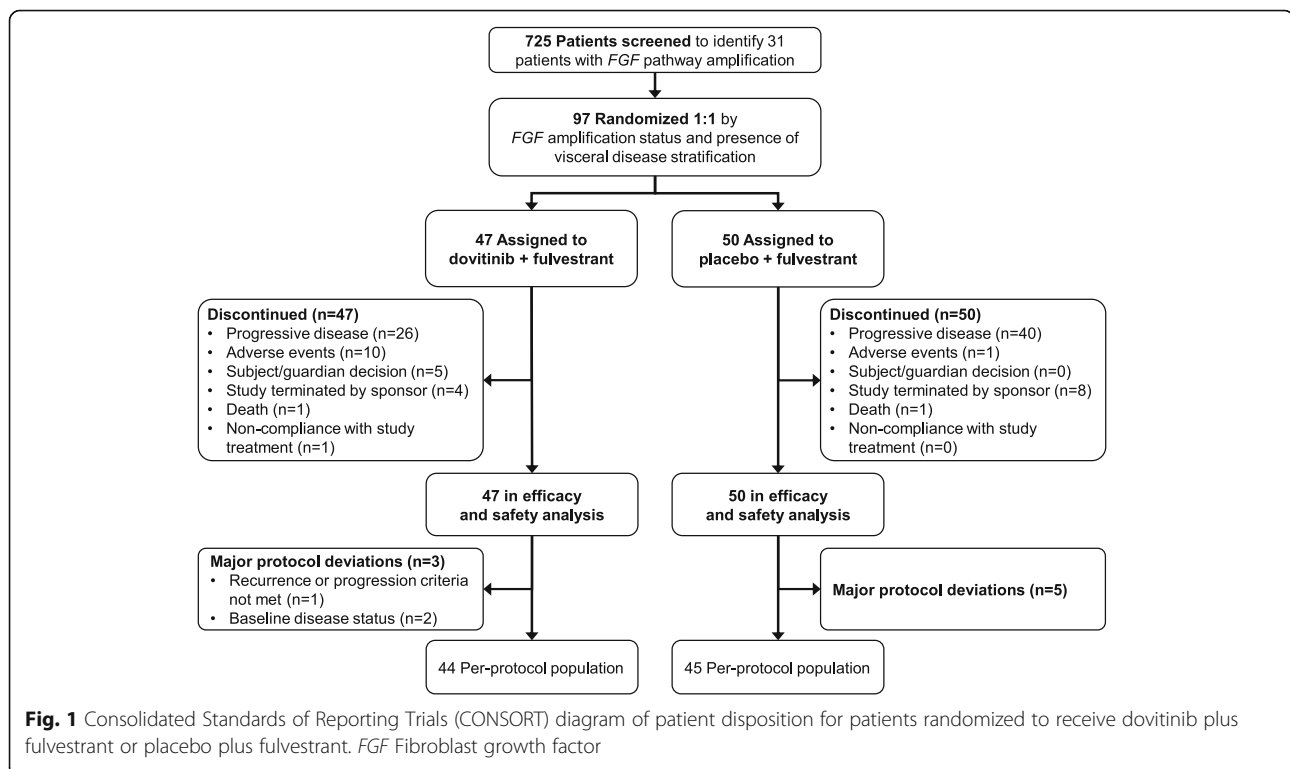 725 Patients screened to identify 31
patients with FGF pathway amplification
97 Randomized 1:1 by
FGF amplification status and presence of
visceral disease stratification
47 Assigned to
dovitinib + fulvestrant
50 Assigned to
placebo + fulvestrant
Discontinued (n=47)
• Progressive disease (n=26)
• Adverse events (n=10)
• Subject/guardian decision (n=5)
• Study terminated by sponsor (n=4)
• Death (n=1)
• Non-compliance with study
treatment (n=1)
Discontinued (n=50)
• Progressive disease (n=40)
• Adverse events (n=1)
• Subject/guardian decision (n=0)
• Study terminated by sponsor (n=8)
• Death (n=1)
• Non-compliance with study
treatment (n=0)
47 in efficacy
and safety analysis
50 in efficacy
and safety analysis
Major protocol deviations (n=3)
• Recurrence or progression criteria
not met (n=1)
• Baseline disease status (n=2)
Major protocol deviations (n=5)
44 Per-protocol population
45 Per-protocol population
Fig. 1 Consolidated Standards of Reporting Trials (CONSORT) diagram of patient disposition for patients randomized to receive dovitinib plus
fulvestrant or placebo plus fulvestrant. FGF Fibroblast growth factor